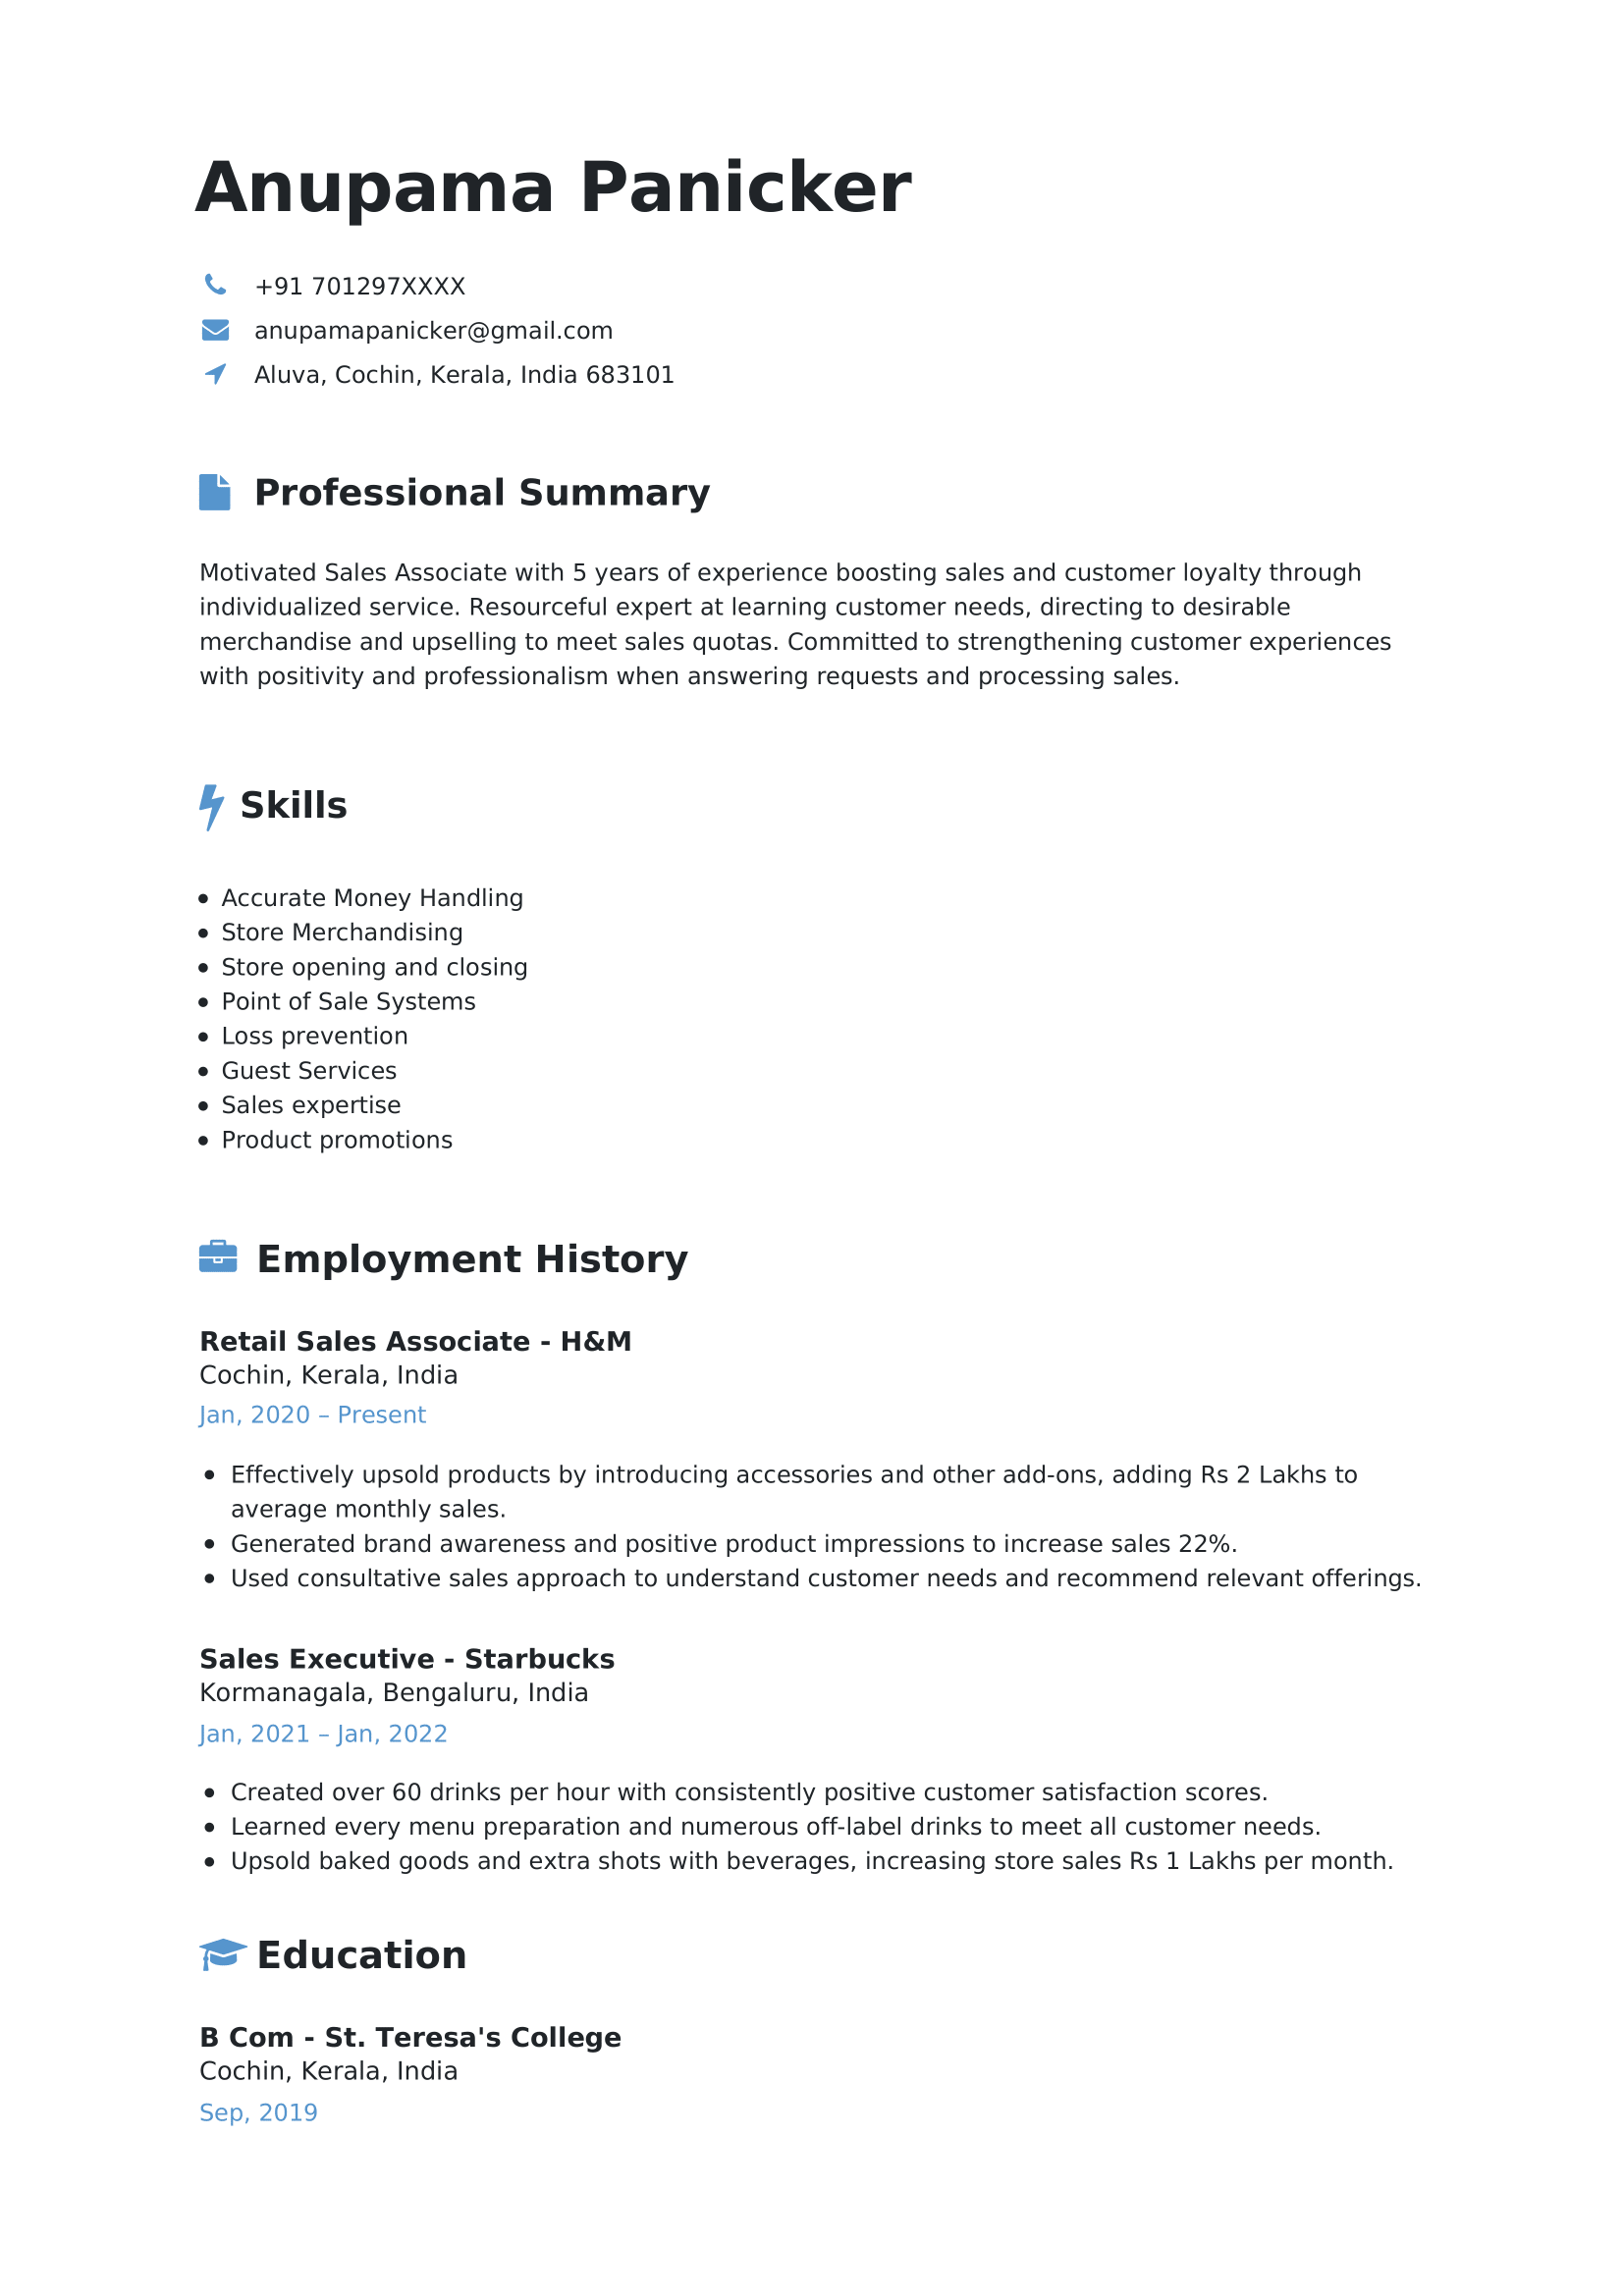 Anupama Panicker
+91 701297XXXX
anupamapanicker@gmail.com
Aluva, Cochin, Kerala, India 683101
Professional Summary
Motivated Sales Associate with 5 years of experience boosting sales and customer loyalty through
individualized service. Resourceful expert at learning customer needs, directing to desirable
merchandise and upselling to meet sales quotas. Committed to strengthening customer experiences
with positivity and professionalism when answering requests and processing sales.
Skills
• Accurate Money Handling
• Store Merchandising
• Store opening and closing
• Point of Sale Systems
• Loss prevention
• Guest Services
• Sales expertise
• Product promotions
Employment History
Retail Sales Associate - H&M
Cochin, Kerala, India
Jan, 2020 – Present
• Effectively upsold products by introducing accessories and other add-ons, adding Rs 2 Lakhs to
average monthly sales.
• Generated brand awareness and positive product impressions to increase sales 22%.
• Used consultative sales approach to understand customer needs and recommend relevant offerings.
Sales Executive - Starbucks
Kormanagala, Bengaluru, India
Jan, 2021 – Jan, 2022
• Created over 60 drinks per hour with consistently positive customer satisfaction scores.
• Learned every menu preparation and numerous off-label drinks to meet all customer needs.
• Upsold baked goods and extra shots with beverages, increasing store sales Rs 1 Lakhs per month.
Education
B Com - St. Teresa's College
Cochin, Kerala, India
Sep, 2019